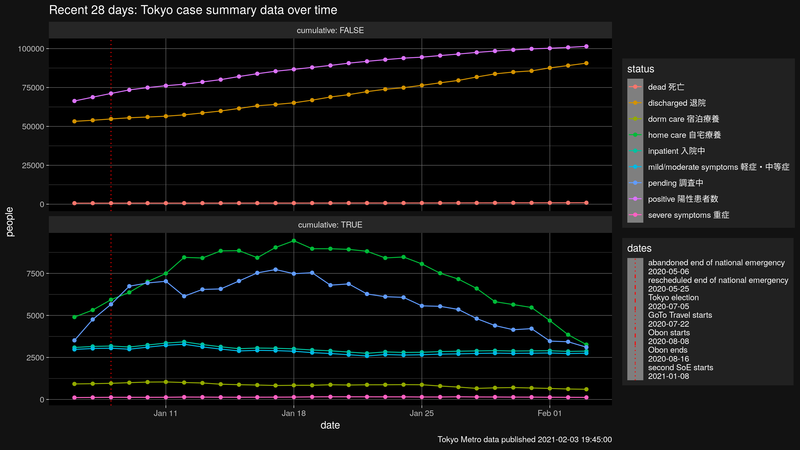 Recent 28 days: Tokyo case summary data over time
cumulative: FALSE
100000
75000
50000
25000
0
cumulative: TRUE
7500
5000
2500
0
people
Jan 11
Jan 18
Jan 25
Feb 01
date
status
dead 死亡
discharged 退院
dorm care 宿泊療養
home care 自宅療養
inpatient 入院中
mild/moderate symptoms 軽症・中等症
pending 調査中
positive 陽性患者数
severe symptoms 重症
dates
abandoned end of national emergency
2020-05-06
rescheduled end of national emergency
2020-05-25
Tokyo election
2020-07-05
GoTo Travel starts
2020-07-22
Obon starts
2020-08-08
Obon ends
2020-08-16
second SoE starts
2021-01-08
Tokyo Metro data published 2021-02-03 19:45:00